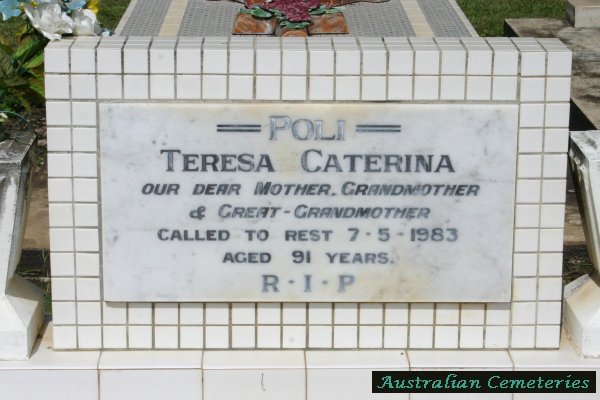 POLI
TERESA CATERINA
OUR DEAR MOTHER, GRANDMOTHER
& GREAT-GRANDMOTHER
CALLED TO REST 7-5-1983
AGED 91 YEARS.
R·I·P
Australian Cemeteries